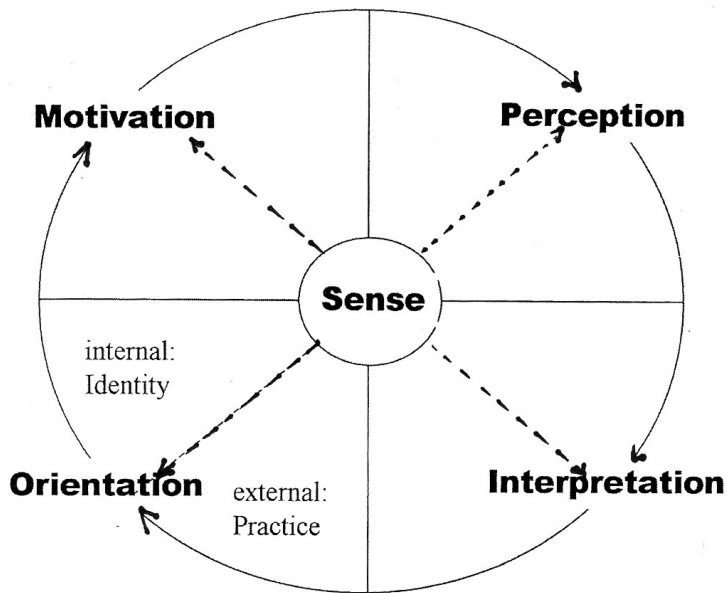 Motivation
Perception
Sense
internal:
Identity
Orientation
external:
Practice
Interpretation